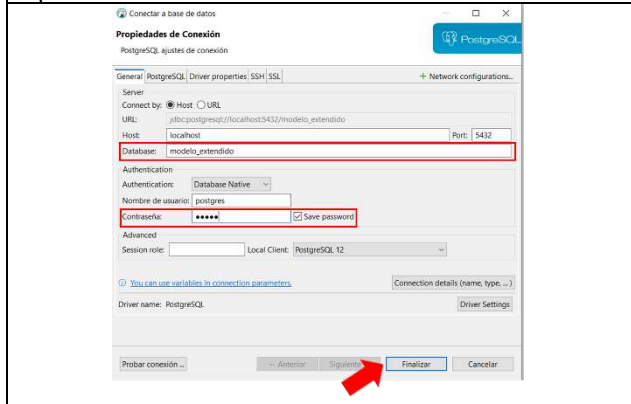 Conectar a base de datos
Propiedades de Conexión
PostgreSQL ajustes de conexión
PostgreSQL
General PostgreSQL Driver properties SSH SSL + Network configurations...
Server
Connect by: Host URL
URL: jdbc:postgresql://localhost:5432/modelo_extendido
Host: localhost Port: 5432
Database: modelo_extendido
Authentication
Authentication: Database Native
Nombre de usuario: postgres
Contraseña: ••••• Save password
Advanced
Session role: Local Client: PostgreSQL 12
You can use variables in connection parameters.
Connection details (name, type, ... )
Driver name: PostgreSQL
Driver Settings
Probar conexión ... Anterior Siguiente Finalizar Cancelar